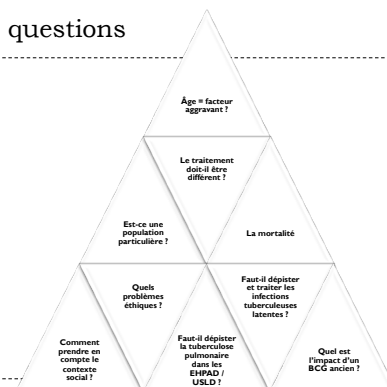 questions
Âge = facteur
aggravant ?
Le traitement
doit-il être
différent ?
Est-ce une
population
particulière ?
La mortalité
Quels
problèmes
éthiques ?
Faut-il dépister
et traiter les
infections
tuberculeuses
latentes ?
Comment
prendre en
compte le
contexte
social ?
Faut-il dépister
la tuberculose
pulmonaire
dans les
EHPAD /
USLD ?
Quel est
l'impact d'un
BCG ancien ?